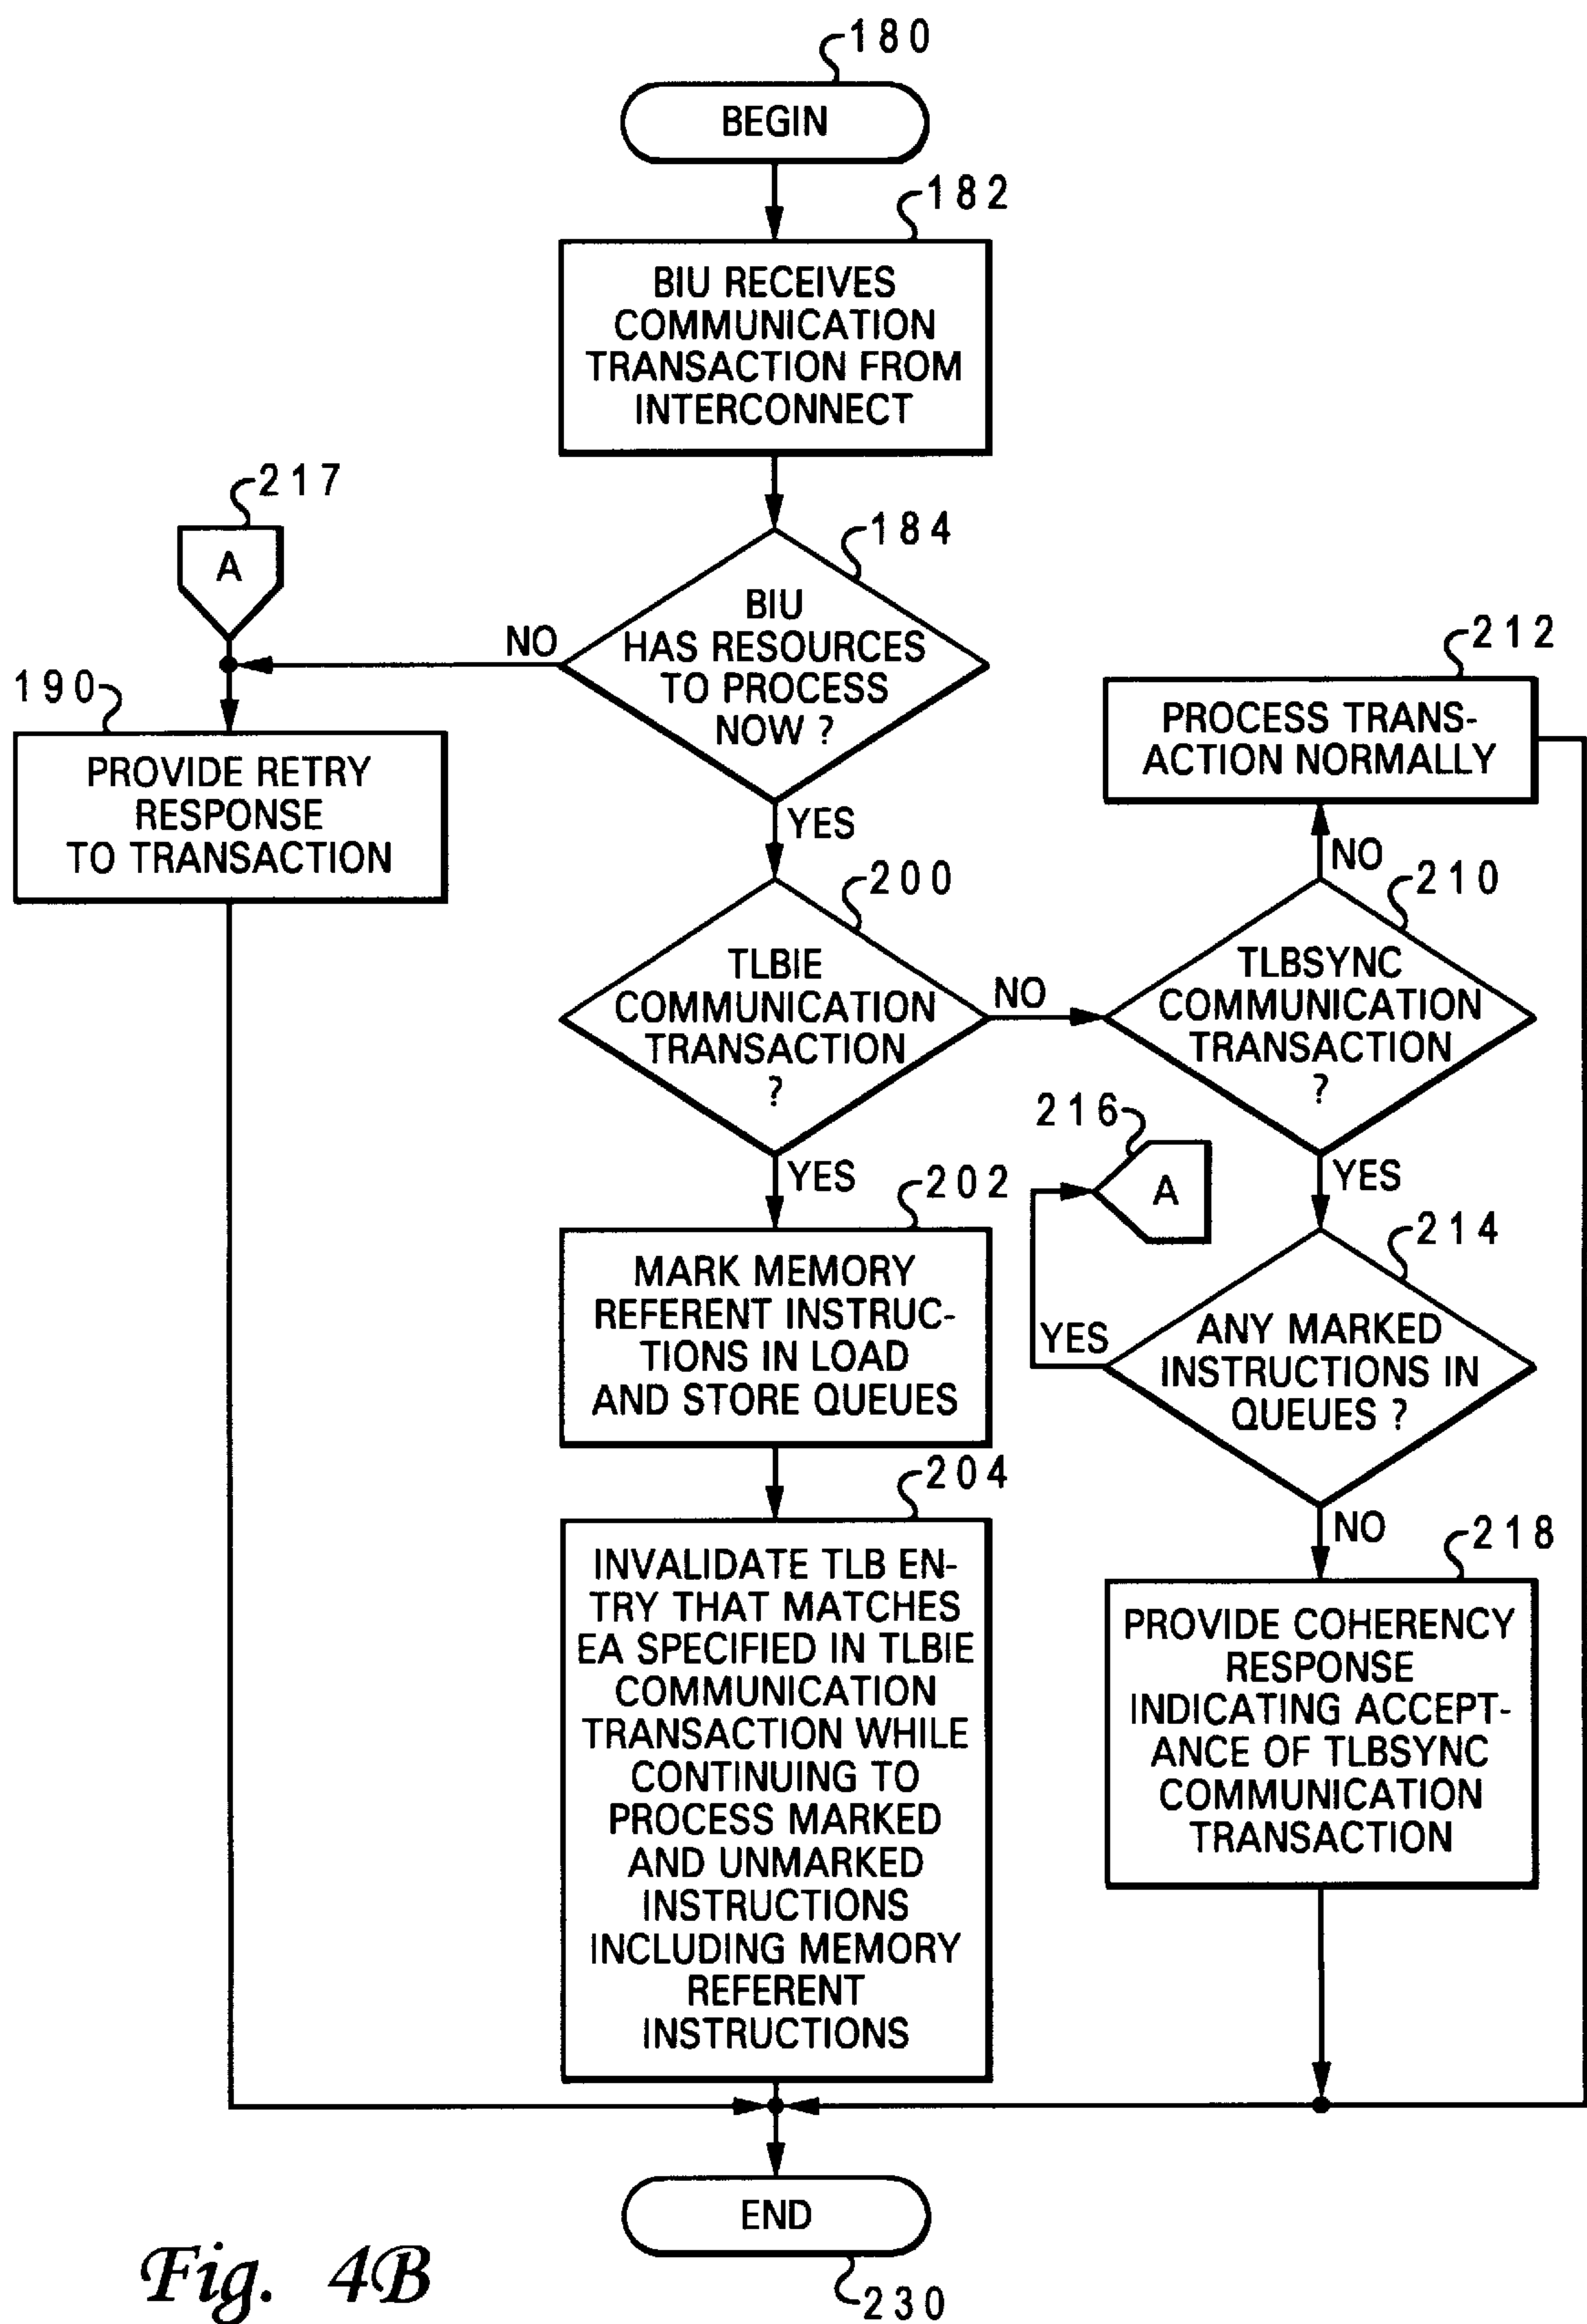 180
BEGIN
182
BIU RECEIVES
COMMUNICATION
TRANSACTION FROM
INTERCONNECT
217
A
184
BIU
HAS RESOURCES
TO PROCESS
NOW ?
NO
YES
190
PROVIDE RETRY
RESPONSE
TO TRANSACTION
212
PROCESS TRANS-
ACTION NORMALLY
NO
200
TLBIE
COMMUNICATION
TRANSACTION
?
NO
YES
210
TLBSYNC
COMMUNICATION
TRANSACTION
?
YES
216
A
202
MARK MEMORY
REFERENT INSTRUC-
TIONS IN LOAD
AND STORE QUEUES
214
ANY MARKED
INSTRUCTIONS IN
QUEUES ?
YES
NO
204
INVALIDATE TLB EN-
TRY THAT MATCHES
EA SPECIFIED IN TLBIE
COMMUNICATION
TRANSACTION WHILE
CONTINUING TO
PROCESS MARKED
AND UNMARKED
INSTRUCTIONS
INCLUDING MEMORY
REFERENT
INSTRUCTIONS
218
PROVIDE COHERENCY
RESPONSE
INDICATING ACCEPT-
ANCE OF TLBSYNC
COMMUNICATION
TRANSACTION
END
230
Fig. 4B